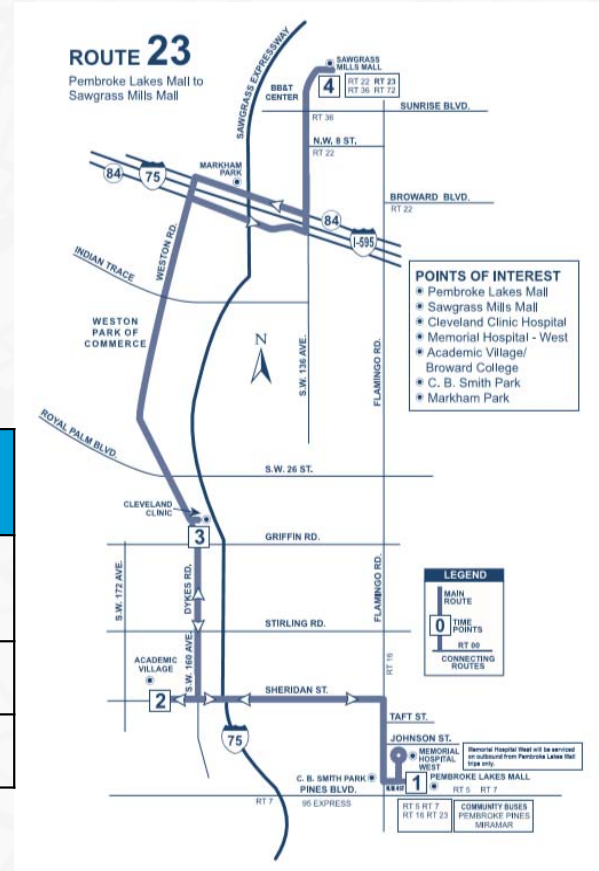 ROUTE 23
Pembroke Lakes Mall to
Sawgrass Mills Mall
SAWGRASS EXPRESSWAY
SAWGRASS
MILLS MALL
BB&T
CENTER
4
RT 22 RT 23
RT 36 RT 72
SUNRISE BLVD.
RT 36
N.W. 8 ST.
RT 22
MARKHAM
PARK
84
75
BROWARD BLVD.
RT 22
84
I-595
WESTON RD.
INDIAN TRACE
WESTON
PARK OF
COMMERCE
N
S.W. 136 AVE.
FLAMINGO RD.
POINTS OF INTEREST
Pembroke Lakes Mall
Sawgrass Mills Mall
Cleveland Clinic Hospital
Memorial Hospital - West
Academic Village/
Broward College
C. B. Smith Park
Markham Park
ROYAL PALM BLVD.
S.W. 26 ST.
CLEVELAND
CLINIC
3
GRIFFIN RD.
S.W. 172 AVE.
DYKES RD.
FLAMINGO RD.
LEGEND
MAIN
ROUTE
0
TIME
POINTS
RT 00
CONNECTING
ROUTES
STIRLING RD.
S.W. 160 AVE.
RT 16
ACADEMIC
VILLAGE
2
SHERIDAN ST.
TAFT ST.
75
JOHNSON ST.
MEMORIAL
HOSPITAL
WEST
Memorial Hospital West will be serviced
on outbound from Pembroke Lakes Mall
trips only.
C. B. SMITH PARK
1
PEMBROKE LAKES MALL
PINES BLVD.
RT 5 RT 7
RT 7
95 EXPRESS
RT 5 RT 7
RT 16 RT 23
COMMUNITY BUSES
PEMBROKE PINES
MIRAMAR